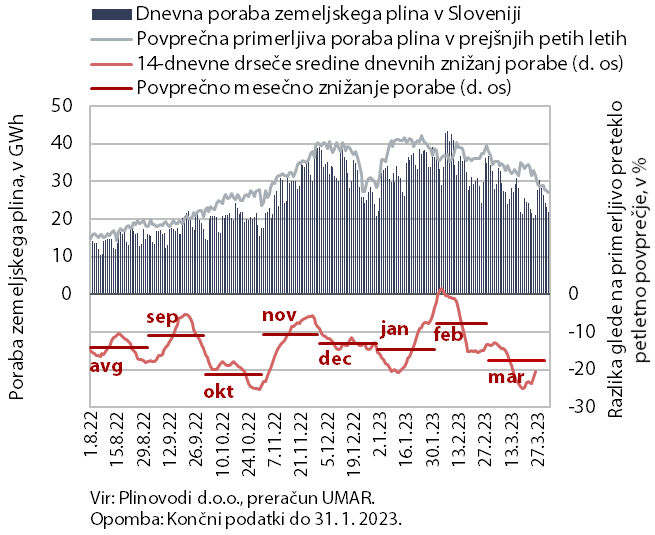 Dnevna poraba zemeljskega plina v Sloveniji
Povprečna primerljiva poraba plina v prejšnjih petih letih
14-dnevne drseče sredine dnevnih znižanj porabe (d. os)
Povprečno mesečno znižanje porabe (d. os)
Poraba zemeljskega plina, v GWh
50
40
30
20
10
0
0
-10
-20
-30
Razlika glede na primerljivo preteklo
petletno povprečje, v %
avg
sep
okt
nov
dec
jan
feb
mar
1.8.22
15.8.22
29.8.22
12.9.22
26.9.22
10.10.22
24.10.22
7.11.22
21.11.22
5.12.22
19.12.22
2.1.23
16.1.23
30.1.23
13.2.23
27.2.23
13.3.23
27.3.23
Vir: Plinovodi d.o.o., preračun UMAR.
Opomba: Končni podatki do 31. 1. 2023.